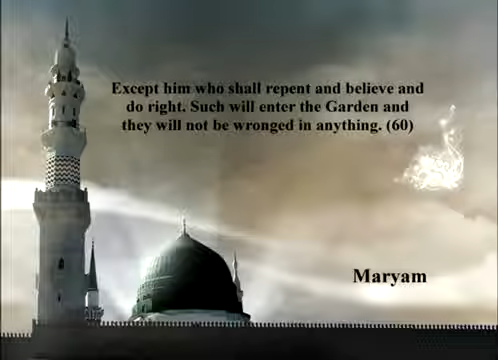 Except him who shall repent and believe and
do right. Such will enter the Garden and
they will not be wronged in anything. (60)
Maryam